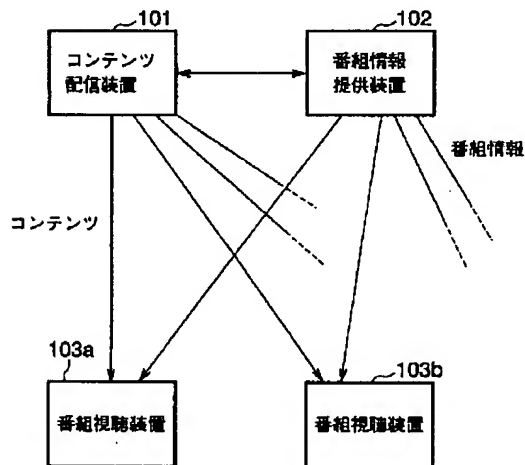 101
102
コンテンツ
配信装置
番組情報
提供装置
番組情報
コンテンツ
103a
103b
番組視聴装置
番組視聴装置